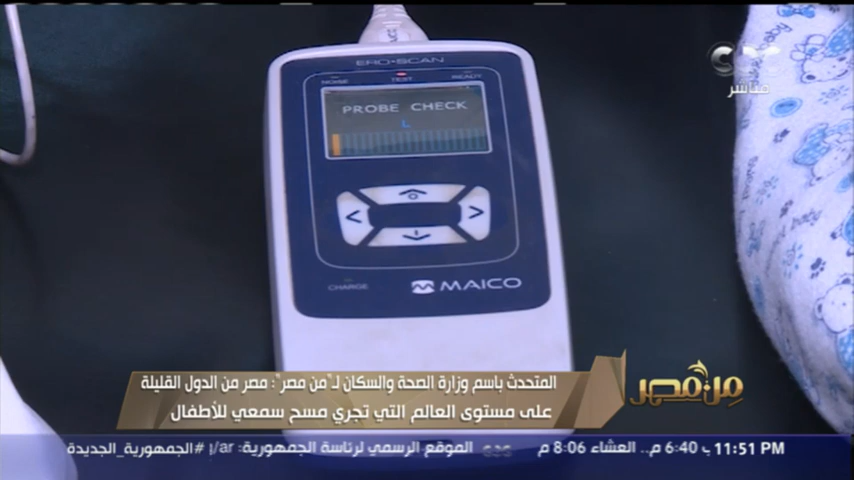 ERO•SCAN
NOISE TEST READY
PROBE CHECK
L
CHARGE
MAICO
cbc
مباشر
المتحدث باسم وزارة الصحة والسكان لـ"من مصر": مصر من الدول القليلة
على مستوى العالم التي تجري مسح سمعي للأطفال
من مصر
11:51 PM ب 6:40 م.. العشاء 8:06 م cbc الموقع الرسمي لرئاسة الجمهورية: ar/ا #الجمهورية_الجديدة